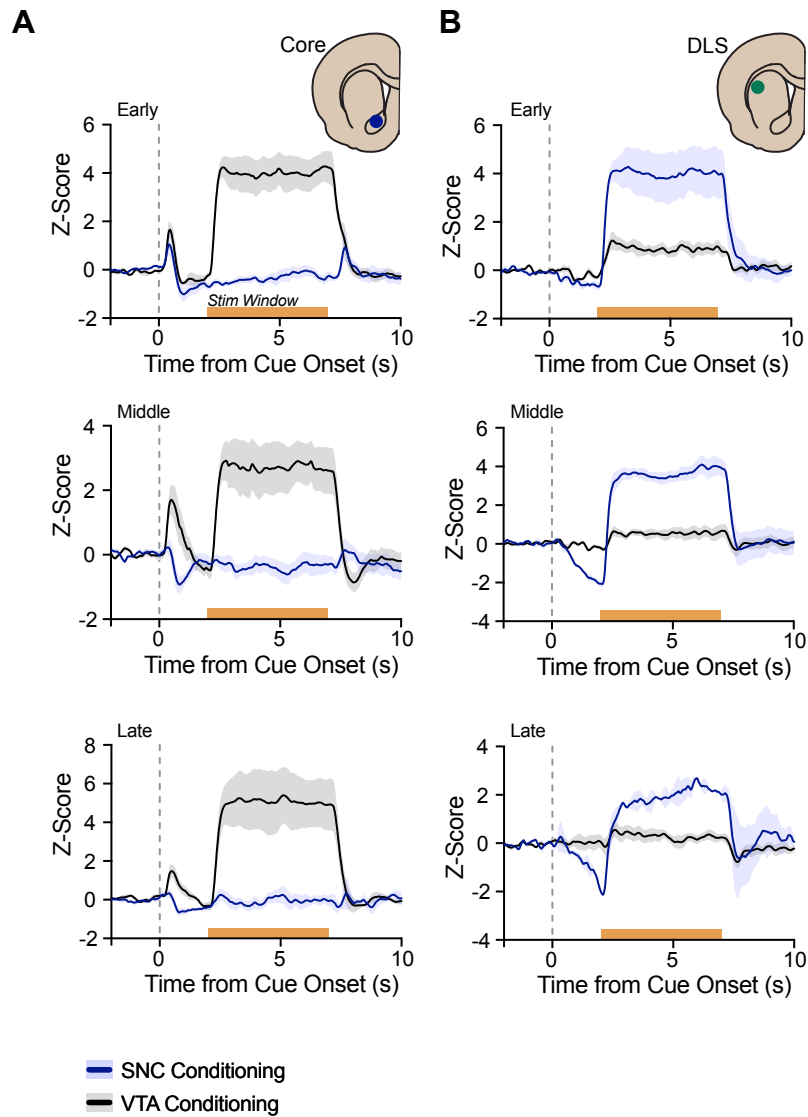 A
Core
Early
Z-Score
6
4
2
0
-2
Stim Window
0
5
10
Time from Cue Onset (s)
Middle
Z-Score
4
2
0
-2
0
5
10
Time from Cue Onset (s)
Late
Z-Score
8
6
4
2
0
-2
0
5
10
Time from Cue Onset (s)
B
DLS
Early
Z-Score
6
4
2
0
-2
0
5
10
Time from Cue Onset (s)
Middle
Z-Score
6
4
2
0
-2
-4
0
5
10
Time from Cue Onset (s)
Late
Z-Score
4
2
0
-2
-4
0
5
10
Time from Cue Onset (s)
SNC Conditioning
VTA Conditioning